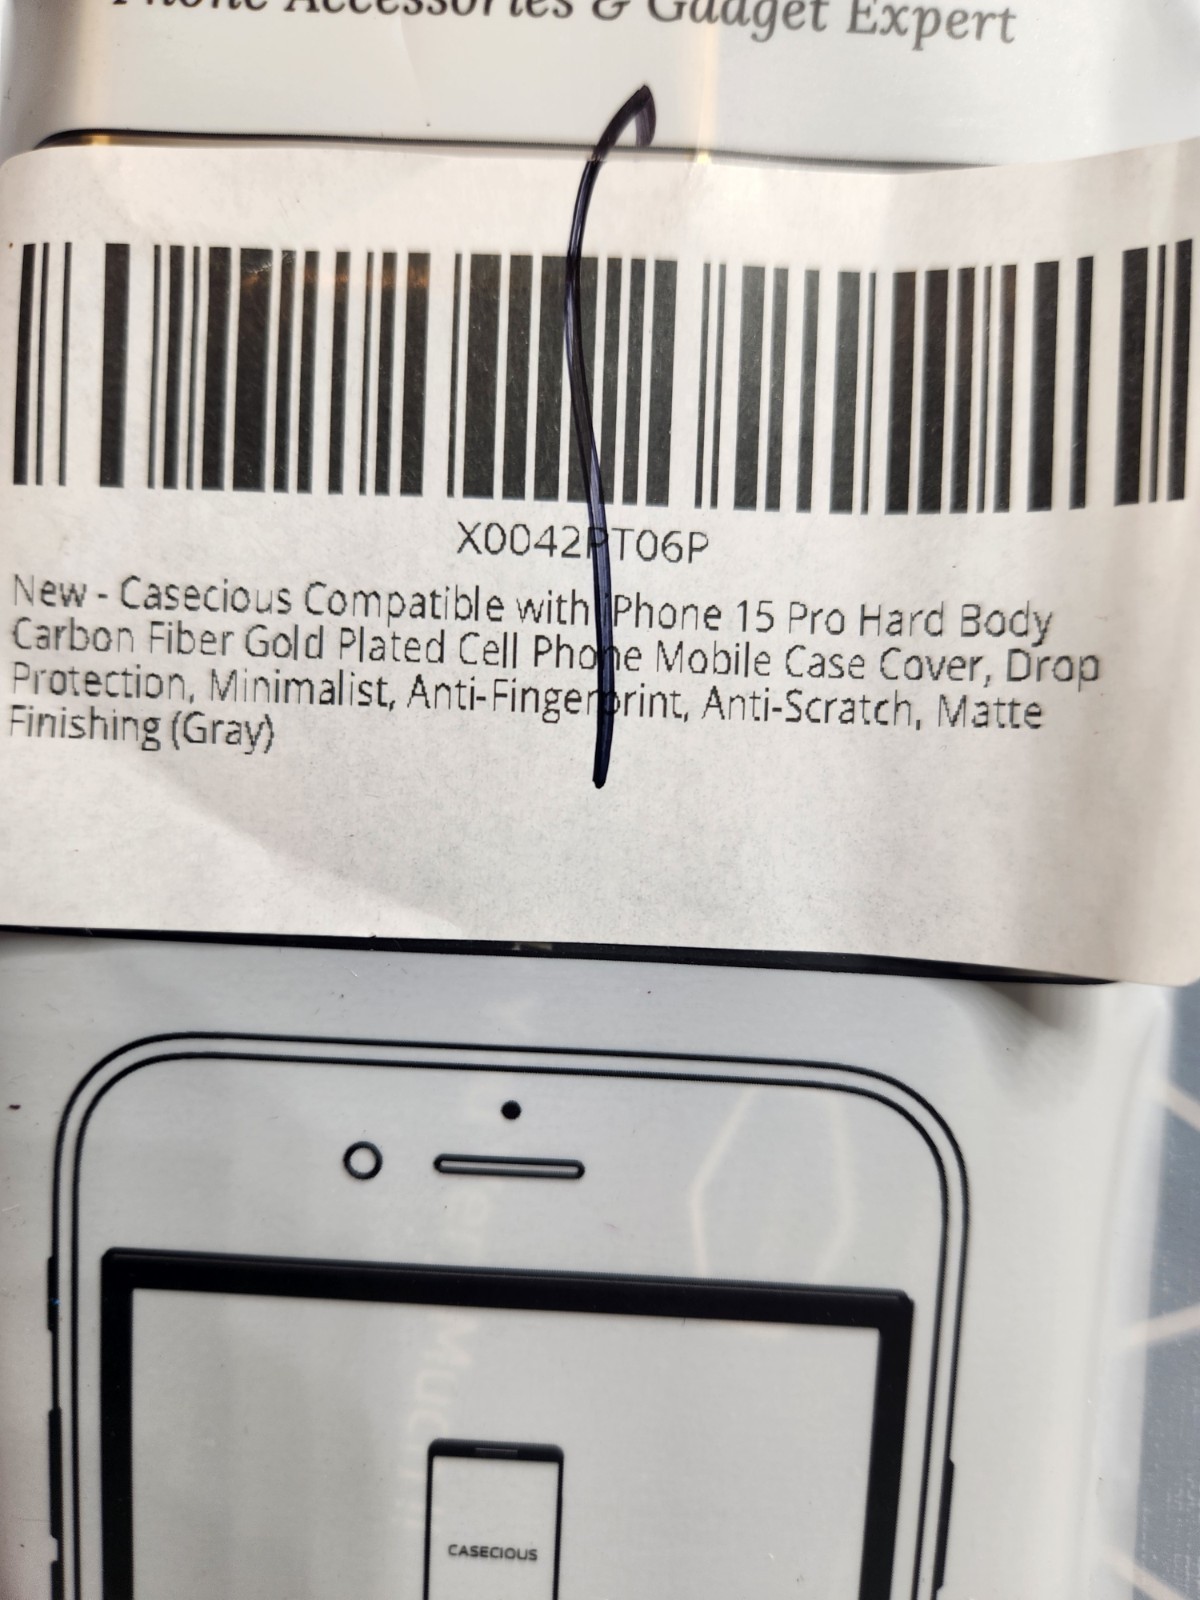 Phone Accessories & Gadget Expert
X0042PT06P
New - Casecious Compatible with iPhone 15 Pro Hard Body
Carbon Fiber Gold Plated Cell Phone Mobile Case Cover, Drop
Protection, Minimalist, Anti-Fingerprint, Anti-Scratch, Matte
Finishing (Gray)
CASECIOUS